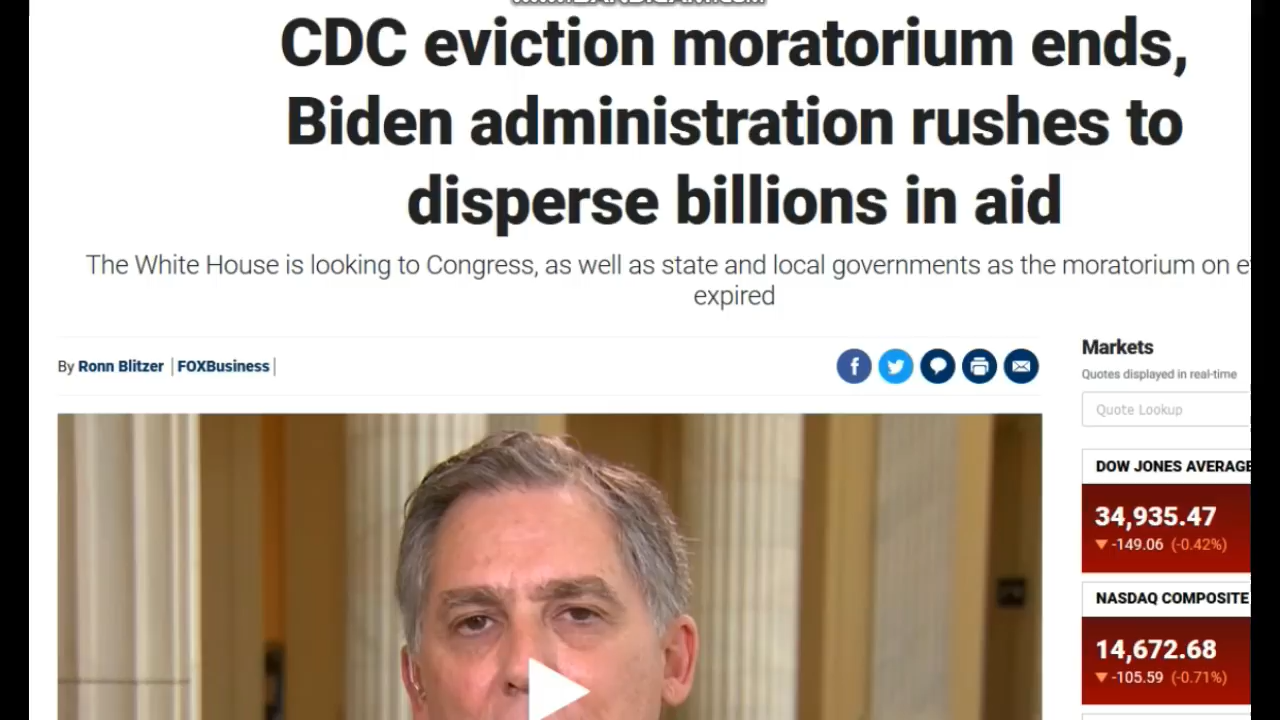 CDC eviction moratorium ends,
Biden administration rushes to
disperse billions in aid
The White House is looking to Congress, as well as state and local governments as the moratorium on
expired
By Ronn Blitzer | FOXBusiness |
Markets
Quotes displayed in real-time
Quote Lookup
DOW JONES AVERAGE
34,935.47
-149.06 (-0.42%)
NASDAQ COMPOSITE
14,672.68
-105.59 (-0.71%)